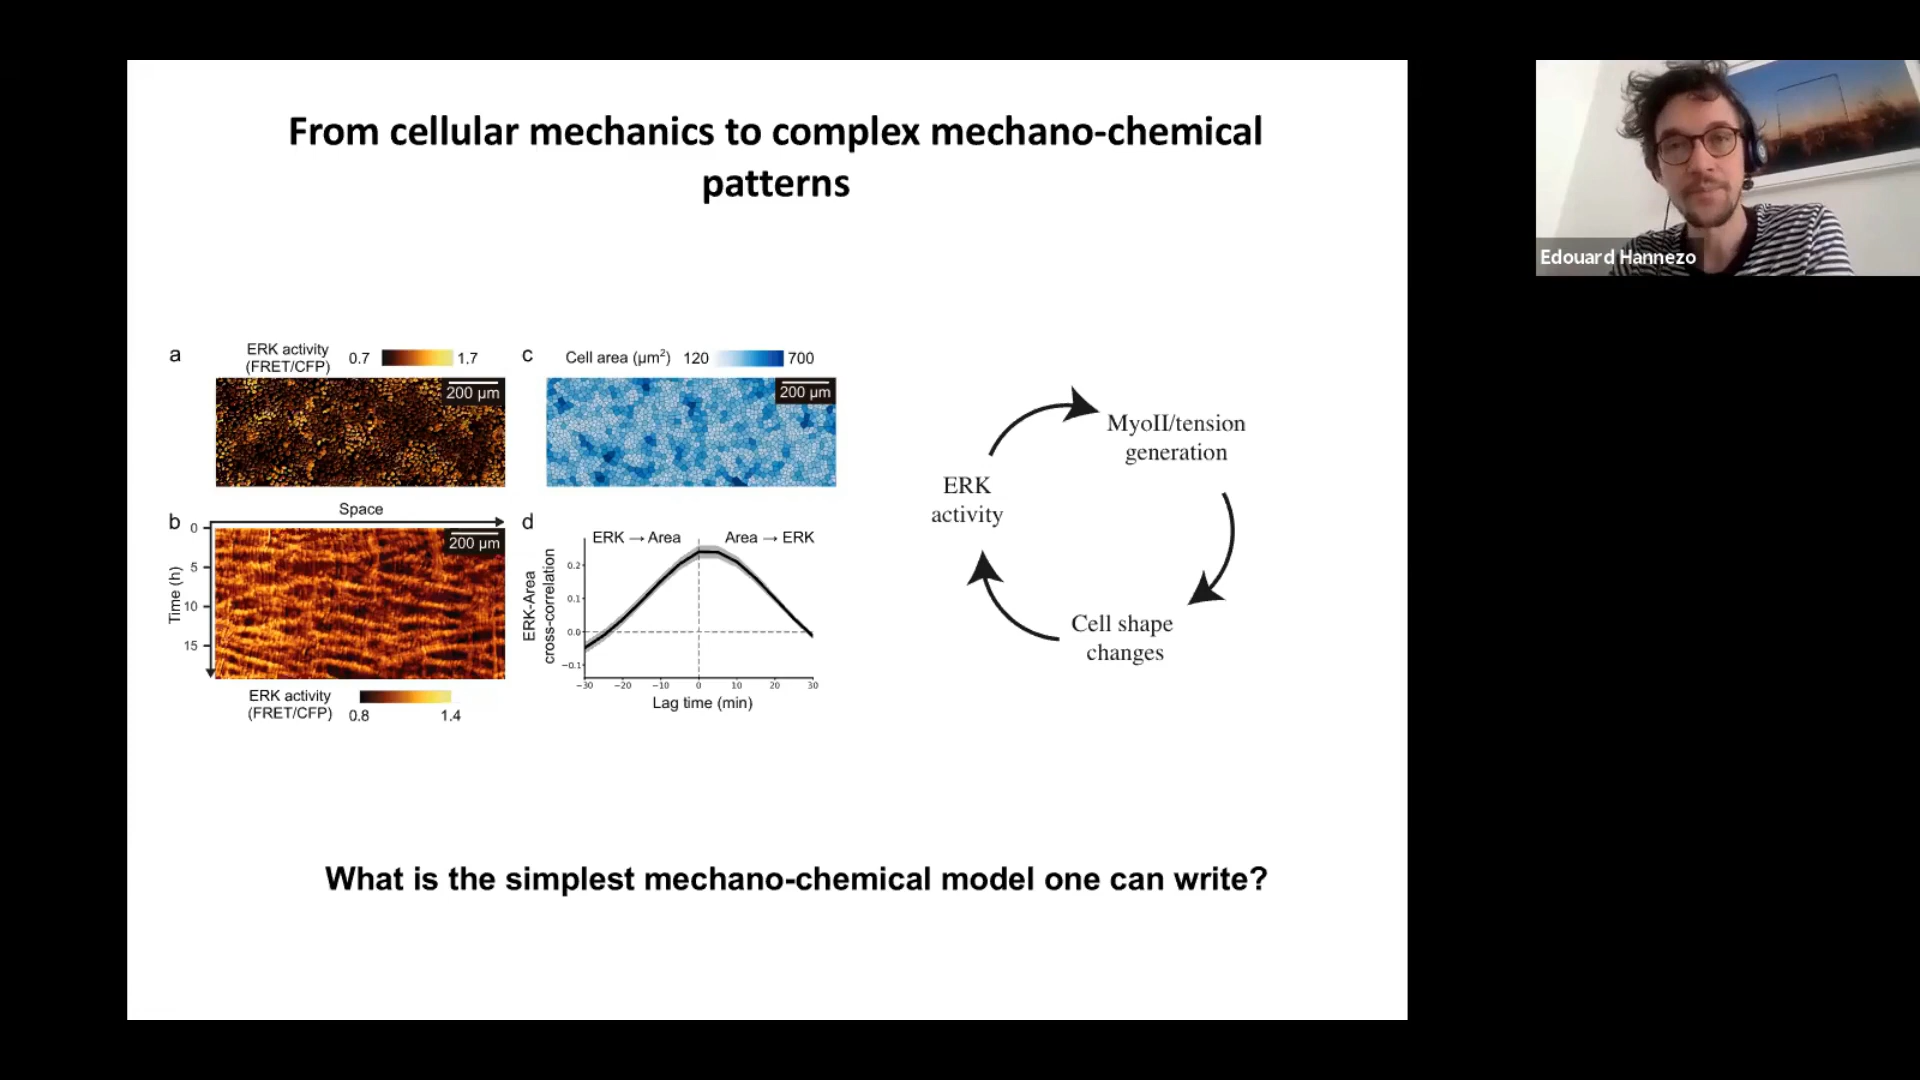 From cellular mechanics to complex mechano-chemical
patterns
a
ERK activity
(FRET/CFP)
0.7
1.7
200 µm
c
Cell area (µm²)
120
700
200 µm
b
Space
Time (h)
0
5
10
15
200 µm
ERK activity
(FRET/CFP)
0.8
1.4
d
ERK → Area
Area → ERK
ERK-Area
cross-correlation
0.2
0.1
0.0
−0.1
−30
−20
−10
0
10
20
30
Lag time (min)
MyoII/tension
generation
ERK
activity
Cell shape
changes
What is the simplest mechano-chemical model one can write?
Edouard Hannezo